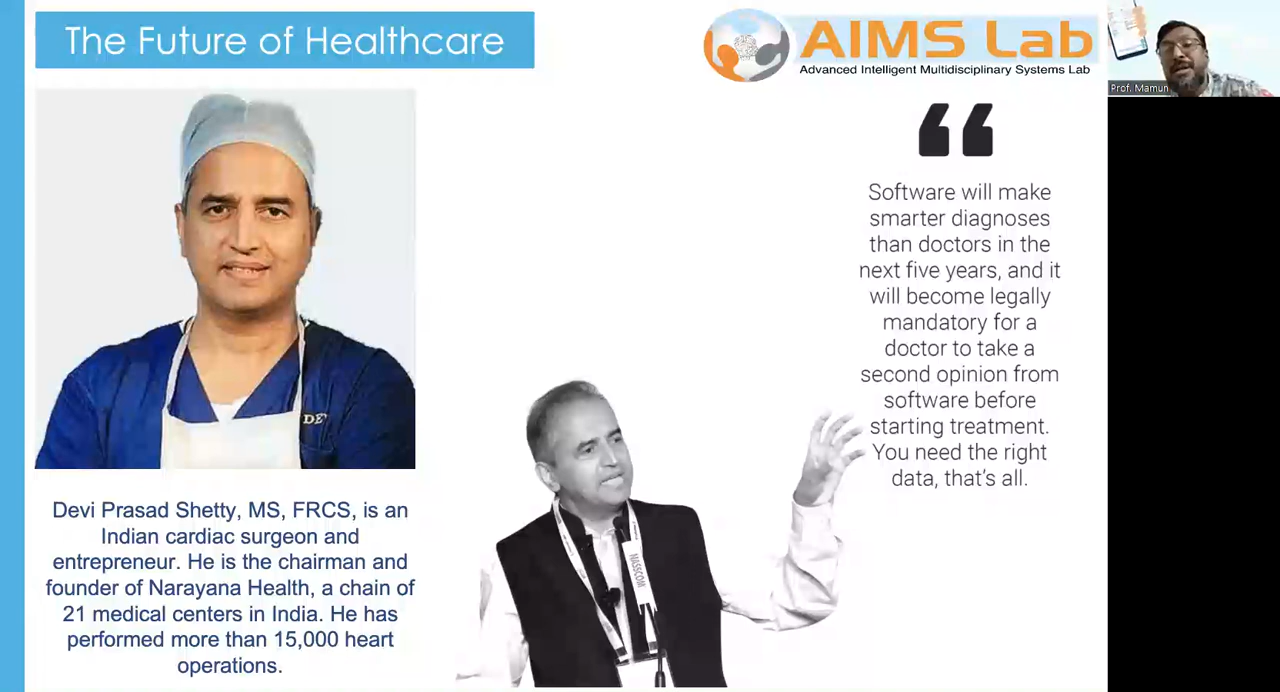 The Future of Healthcare
AIMS Lab
Advanced Intelligent Multidisciplinary Systems Lab
Prof. Mamun
“
Software will make
smarter diagnoses
than doctors in the
next five years, and it
will become legally
mandatory for a
doctor to take a
second opinion from
software before
starting treatment.
You need the right
data, that's all.
DEV
NASSCOM
Devi Prasad Shetty, MS, FRCS, is an
Indian cardiac surgeon and
entrepreneur. He is the chairman and
founder of Narayana Health, a chain of
21 medical centers in India. He has
performed more than 15,000 heart
operations.